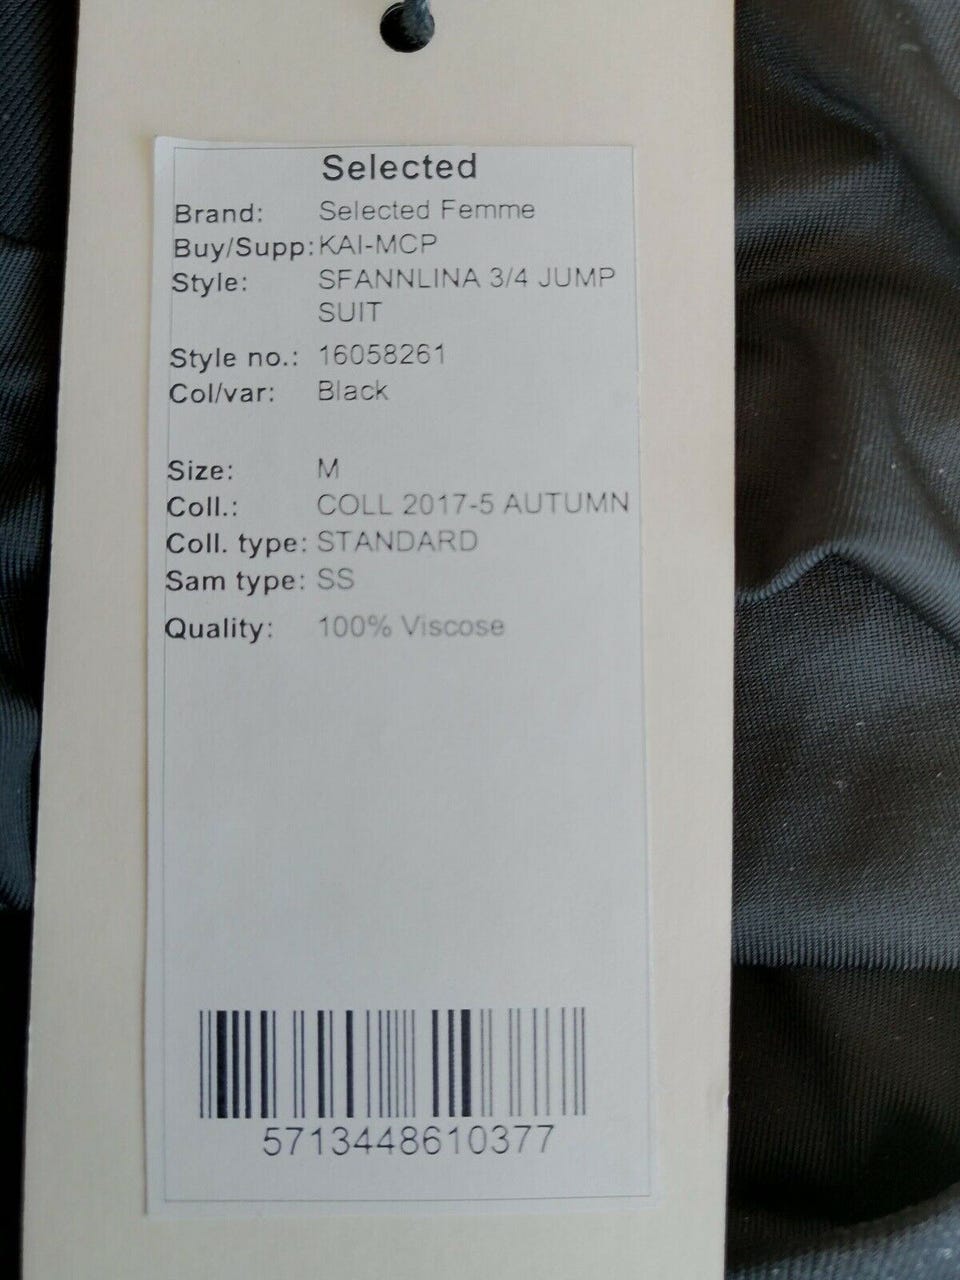 Selected
Brand: Selected Femme
Buy/Supp: KAI-MCP
Style: SFANNLINA 3/4 JUMP
SUIT
Style no.: 16058261
Col/var: Black
Size: M
Coll.: COLL 2017-5 AUTUMN
Coll. type: STANDARD
Sam type: SS
Quality: 100% Viscose
5713448610377